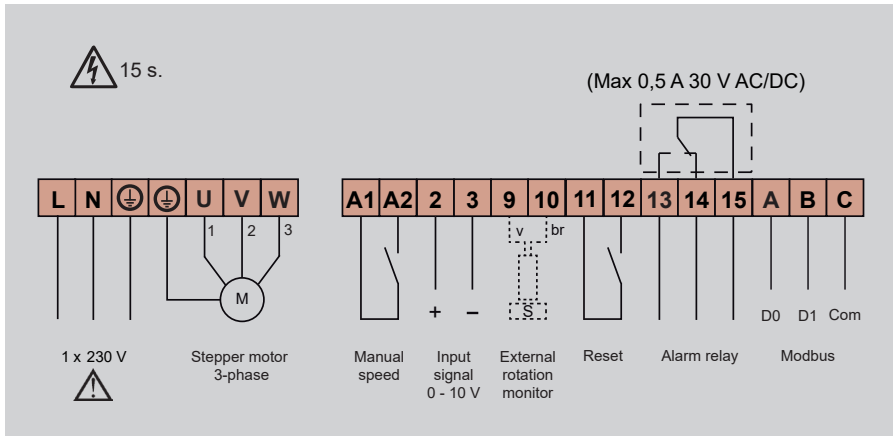 15 s.
(Max 0,5 A 30 V AC/DC)
L N U V W
A1 A2 2 3 9 10 11 12 13 14 15 A B C
1 2 3
v br
M
S
+ –
D0 D1 Com
1 x 230 V
Stepper motor
3-phase
Manual
speed
Input
signal
0 - 10 V
External
rotation
monitor
Reset
Alarm relay
Modbus